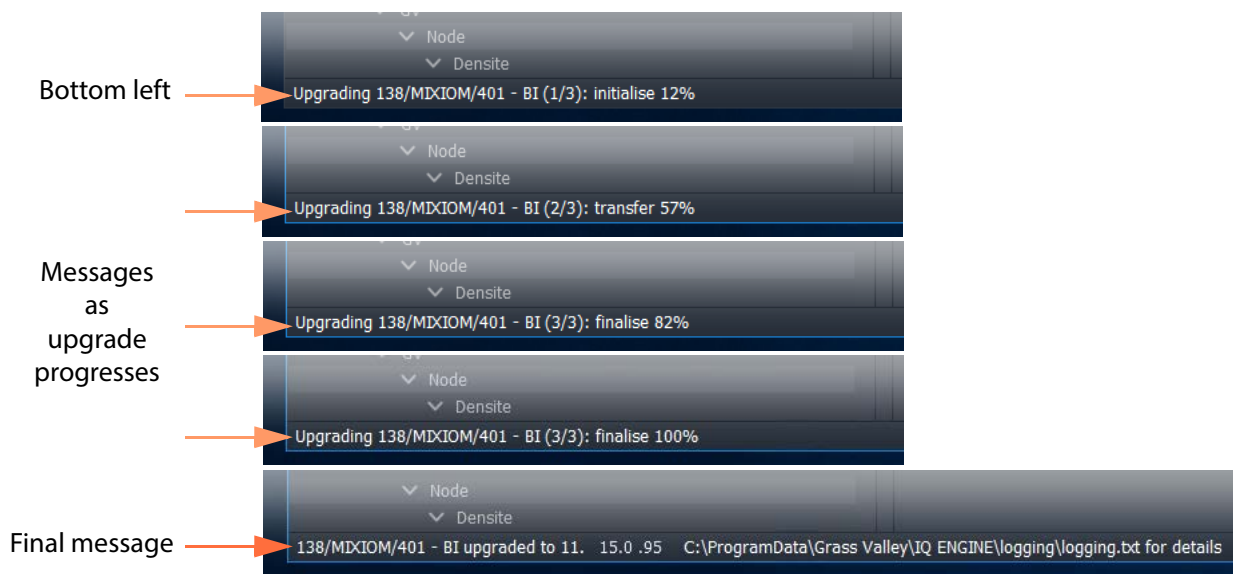 Node
Densite
Bottom left
Upgrading 138/MIXIOM/401 - BI (1/3): initialise 12%
Node
Densite
Upgrading 138/MIXIOM/401 - BI (2/3): transfer 57%
Node
Densite
Messages
as
upgrade
progresses
Upgrading 138/MIXIOM/401 - BI (3/3): finalise 82%
Node
Densite
Upgrading 138/MIXIOM/401 - BI (3/3): finalise 100%
Node
Densite
Final message
138/MIXIOM/401 - BI upgraded to 11. 15.0 .95 C:\ProgramData\Grass Valley\IQ ENGINE\logging\logging.txt for details